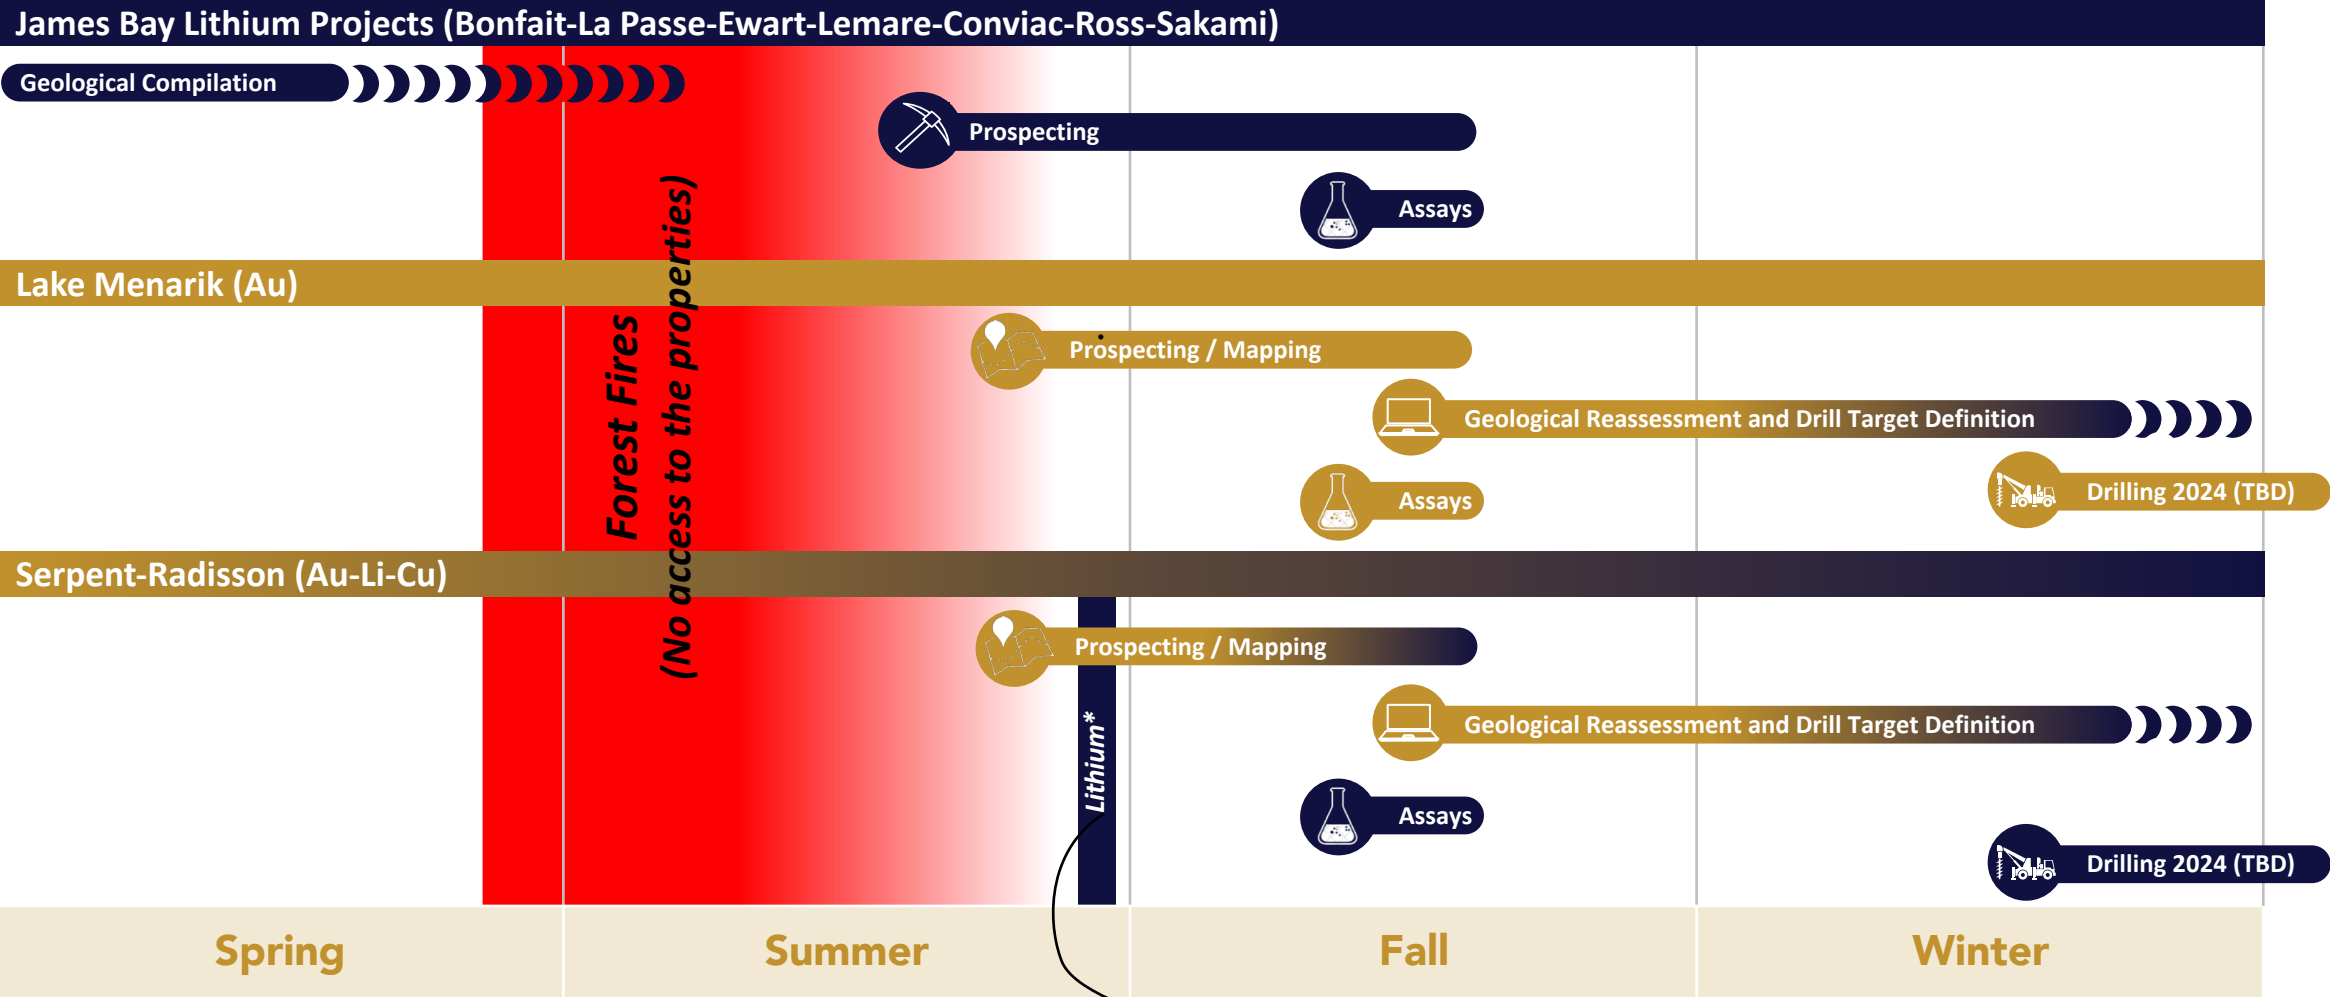 James Bay Lithium Projects (Bonfait-La Passe-Ewart-Lemare-Conviac-Ross-Sakami)
Geological Compilation
Prospecting
Assays
Forest Fires
(No access to the properties)
Lake Menarik (Au)
Prospecting / Mapping
Geological Reassessment and Drill Target Definition
Assays
Drilling 2024 (TBD)
Serpent-Radisson (Au-Li-Cu)
Prospecting / Mapping
Lithium*
Geological Reassessment and Drill Target Definition
Assays
Drilling 2024 (TBD)
Spring
Summer
Fall
Winter